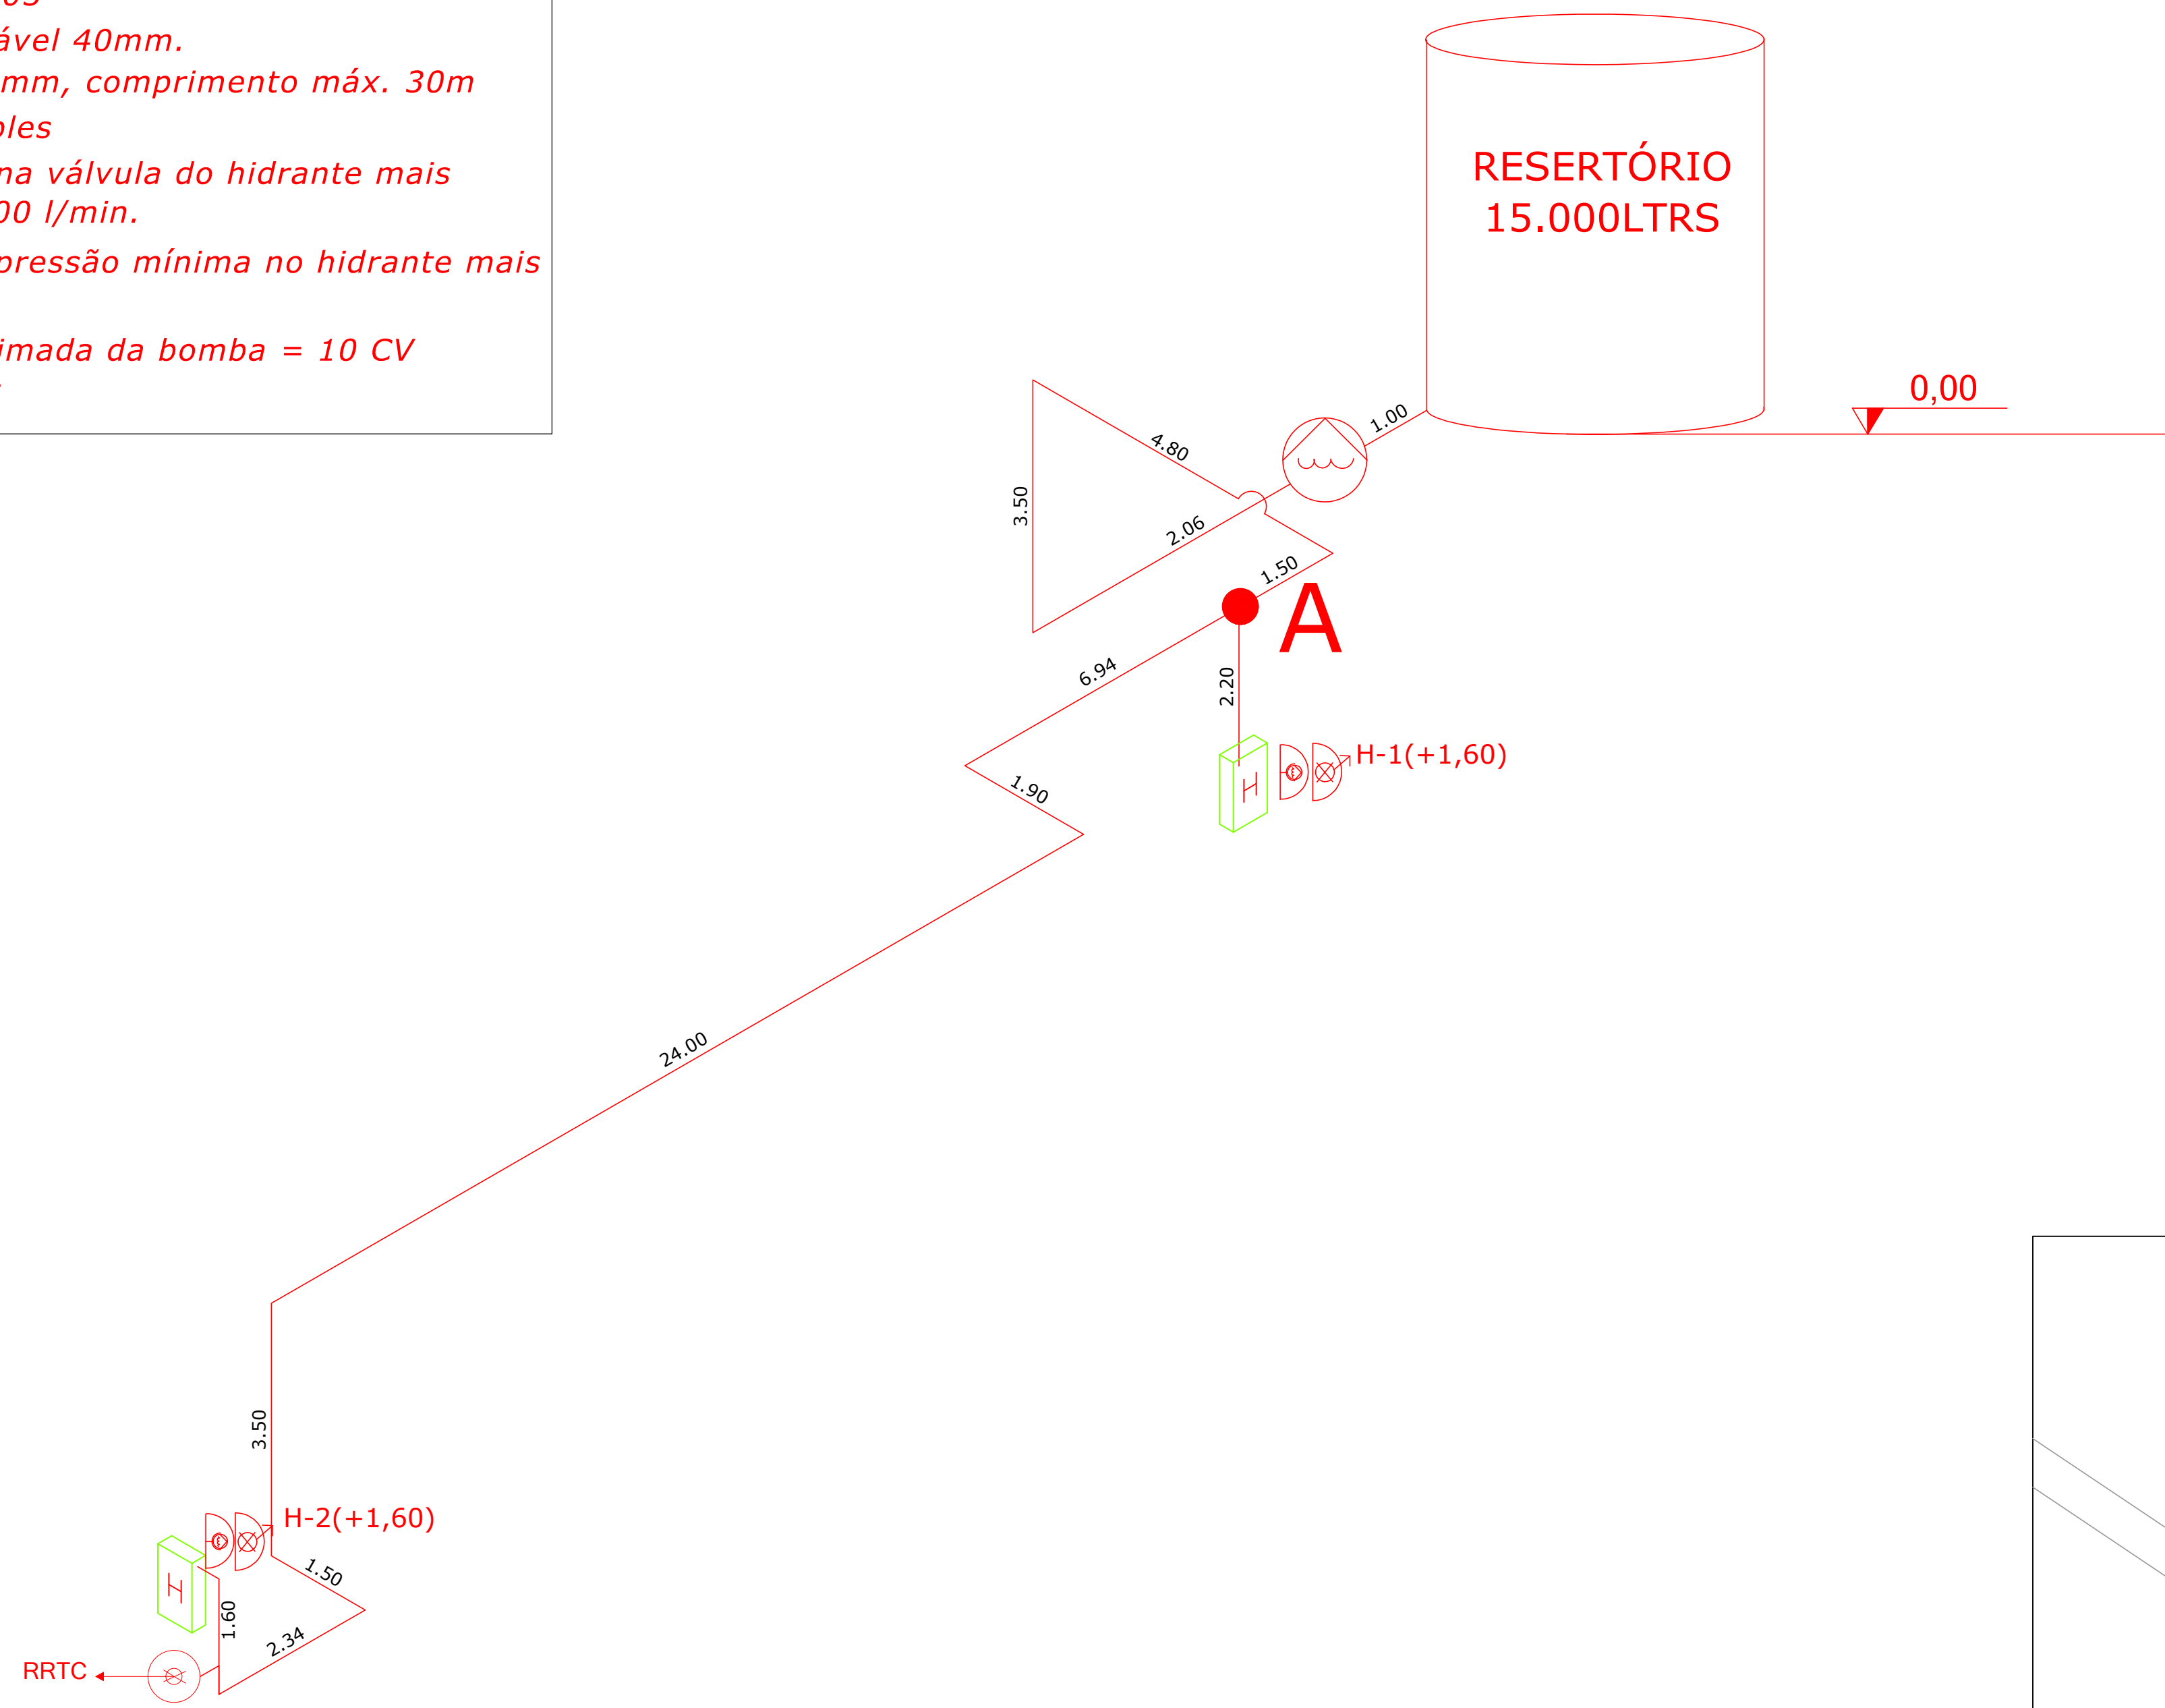 ável 40mm.
mm, comprimento máx. 30m
na válvula do hidrante mais
00 l/min.
pressão mínima no hidrante mais
imada da bomba = 10 CV
RESERTÓRIO
15.000LTRS
0,00
1.00
4.80
3.50
2.06
1.50
A
6.94
2.20
H-1(+1,60)
H
1.90
24.00
3.50
H-2(+1,60)
1.50
H
1.60
2.34
RRTC